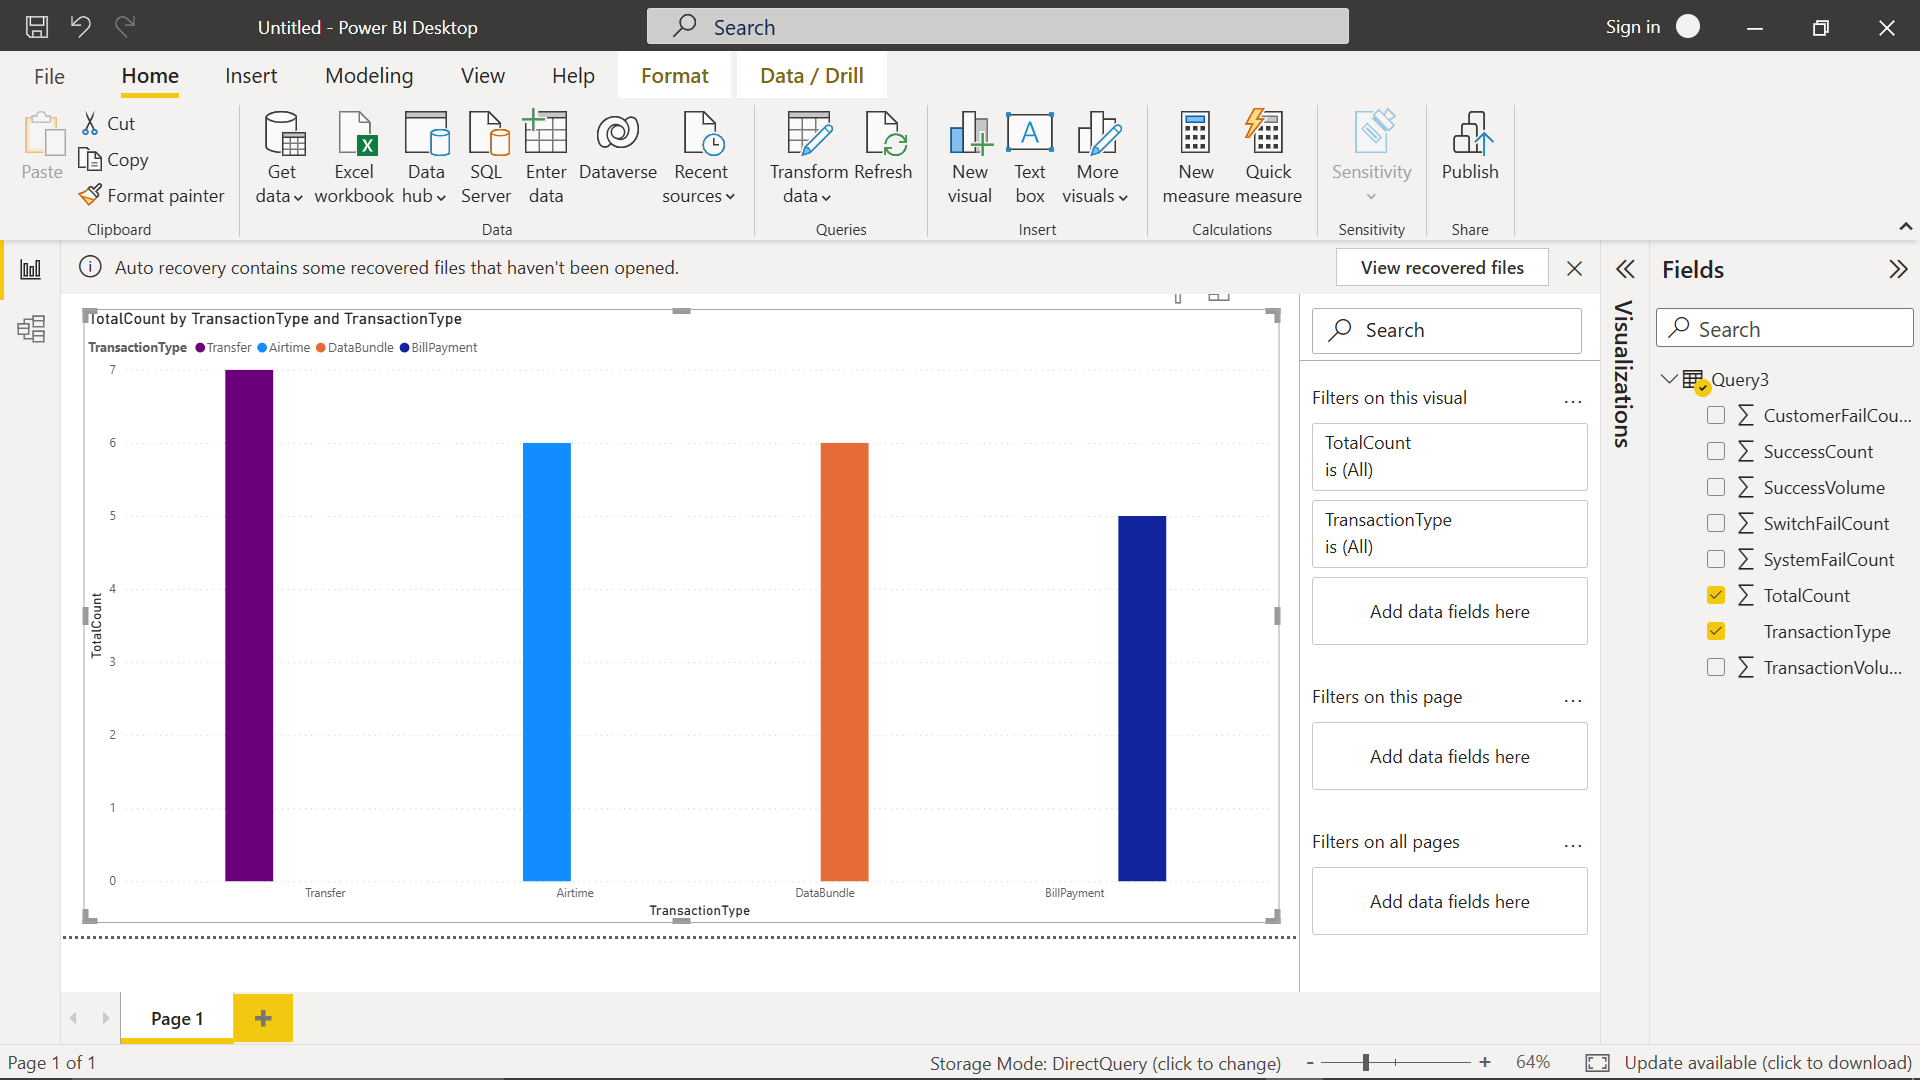 Untitled - Power BI Desktop
Search
Sign in
File
Home
Insert
Modeling
View
Help
Format
Data / Drill
Paste
Cut
Copy
Format painter
Clipboard
Get
data
Excel
workbook
Data
hub
SQL
Server
Enter
data
Dataverse
Recent
sources
Data
Transform
data
Refresh
Queries
New
visual
A
Text
box
More
visuals
Insert
New
measure
Quick
measure
Calculations
Sensitivity
Sensitivity
Publish
Share
Auto recovery contains some recovered files that haven't been opened.
View recovered files
TotalCount by TransactionType and TransactionType
TransactionType Transfer Airtime DataBundle BillPayment
7
6
5
4
3
2
1
0
TotalCount
Transfer
Airtime
DataBundle
BillPayment
TransactionType
Search
Filters on this visual ...
TotalCount
is (All)
TransactionType
is (All)
Add data fields here
Filters on this page ...
Add data fields here
Filters on all pages ...
Add data fields here
Visualizations
Fields
Search
Query3
CustomerFailCou...
SuccessCount
SuccessVolume
SwitchFailCount
SystemFailCount
TotalCount
TransactionType
TransactionVolu...
Page 1
+
Page 1 of 1
Storage Mode: DirectQuery (click to change)
- +
64%
Update available (click to download)